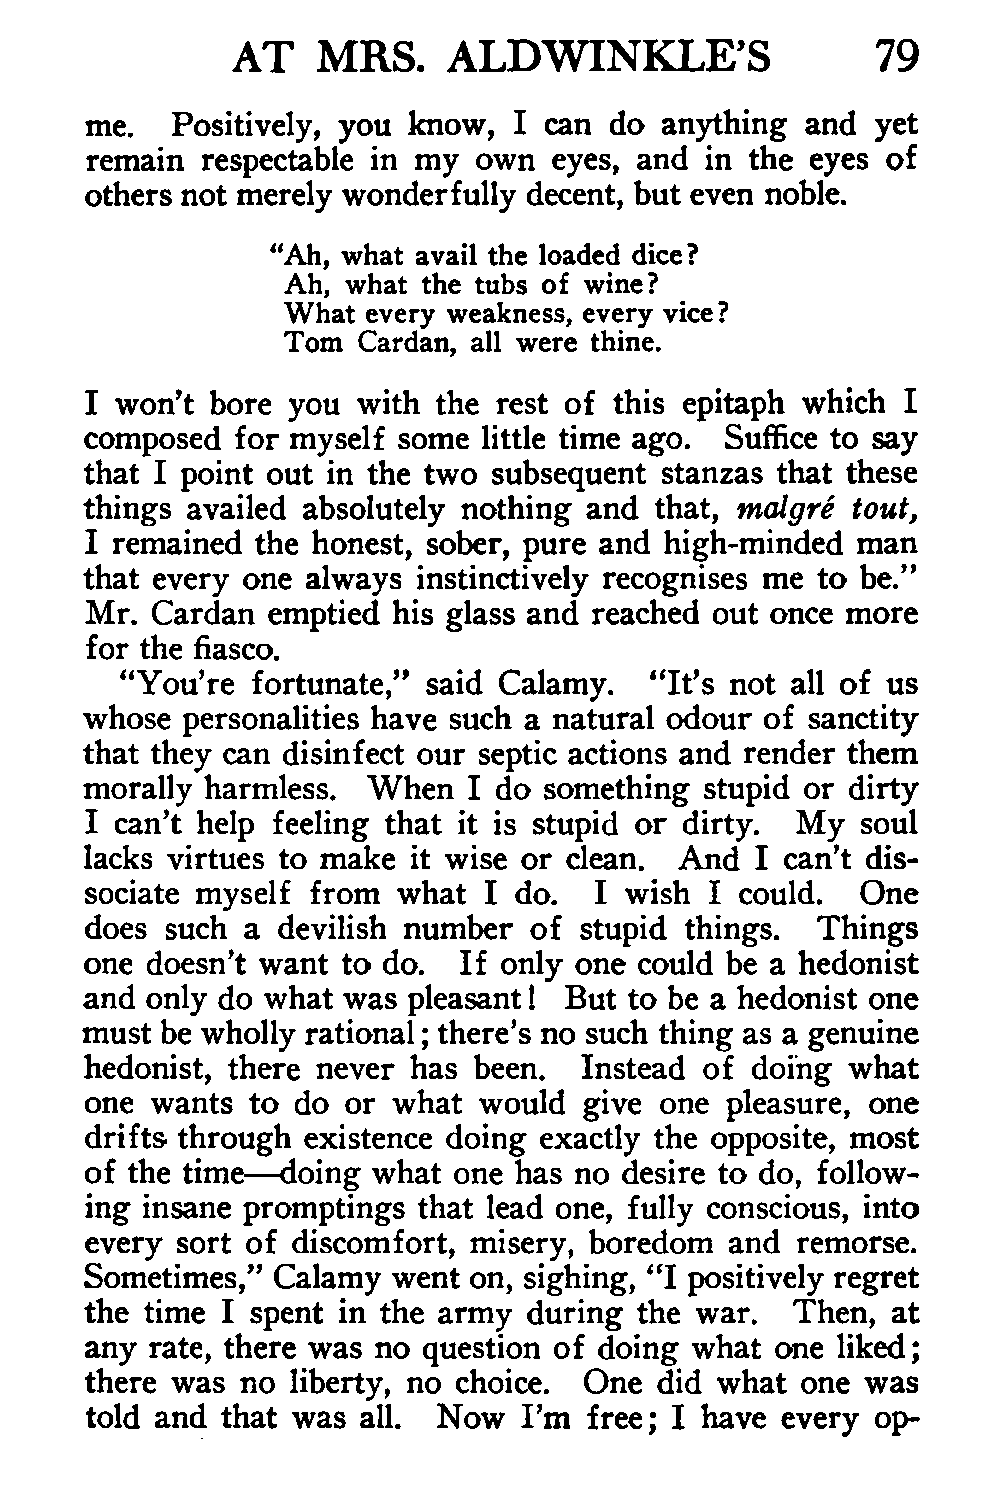 AT MRS. ALDWINKLE'S 79
me. Positively, you know, I can do anything and yet
remain respectable in my own eyes, and in the eyes of
others not merely wonderfully decent, but even noble.
"Ah, what avail the loaded dice?
Ah, what the tubs of wine?
What every weakness, every vice?
Tom Cardan, all were thine.
I won't bore you with the rest of this epitaph which I
composed for myself some little time ago. Suffice to say
that I point out in the two subsequent stanzas that these
things availed absolutely nothing and that, malgré tout,
I remained the honest, sober, pure and high-minded man
that every one always instinctively recognises me to be."
Mr. Cardan emptied his glass and reached out once more
for the fiasco.
"You're fortunate," said Calamy. "It's not all of us
whose personalities have such a natural odour of sanctity
that they can disinfect our septic actions and render them
morally harmless. When I do something stupid or dirty
I can't help feeling that it is stupid or dirty. My soul
lacks virtues to make it wise or clean. And I can't dis-
sociate myself from what I do. I wish I could. One
does such a devilish number of stupid things. Things
one doesn't want to do. If only one could be a hedonist
and only do what was pleasant! But to be a hedonist one
must be wholly rational; there's no such thing as a genuine
hedonist, there never has been. Instead of doing what
one wants to do or what would give one pleasure, one
drifts through existence doing exactly the opposite, most
of the time—doing what one has no desire to do, follow-
ing insane promptings that lead one, fully conscious, into
every sort of discomfort, misery, boredom and remorse.
Sometimes," Calamy went on, sighing, "I positively regret
the time I spent in the army during the war. Then, at
any rate, there was no question of doing what one liked;
there was no liberty, no choice. One did what one was
told and that was all. Now I'm free; I have every op-